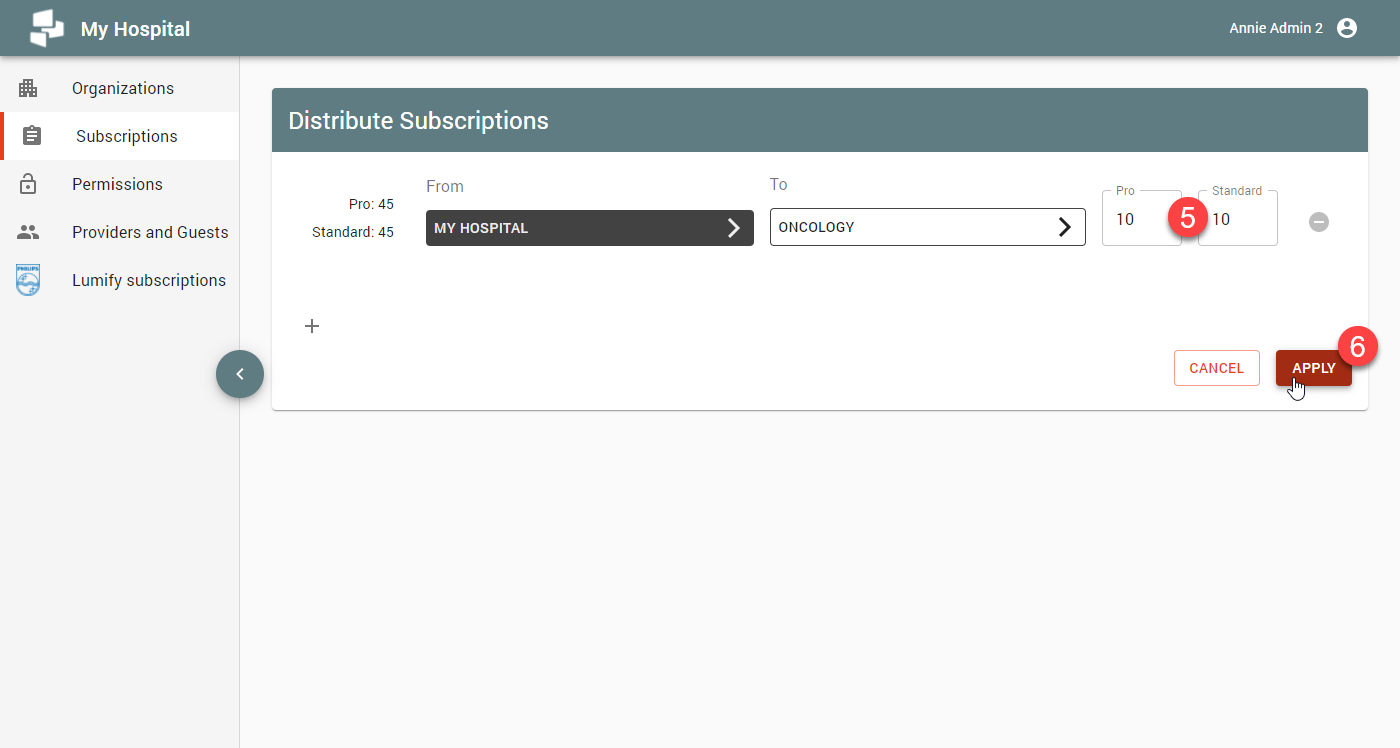 My Hospital
Annie Admin 2
Organizations
Subscriptions
Permissions
Providers and Guests
PHILIPS
Lumify subscriptions
Distribute Subscriptions
From
To
Pro: 45
Standard: 45
MY HOSPITAL
ONCOLOGY
Pro
10
5
Standard
10
CANCEL
APPLY
6